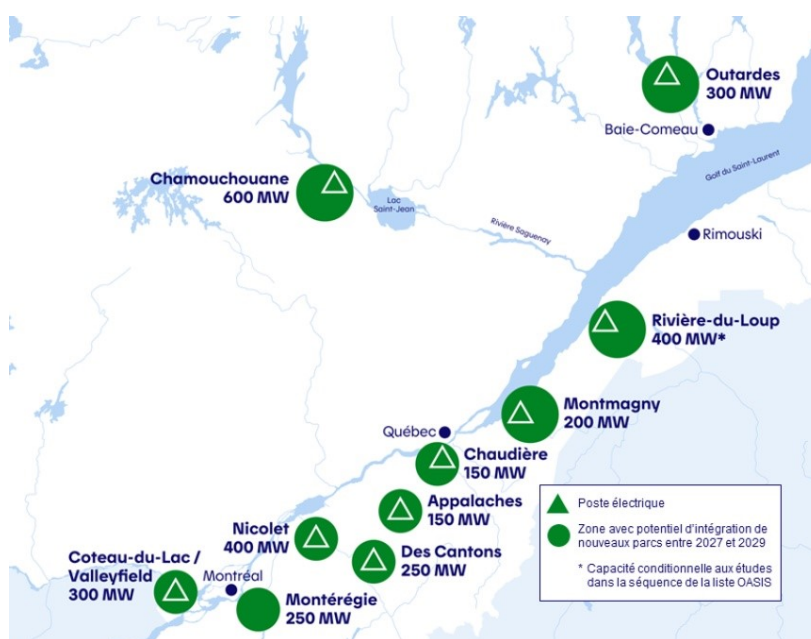 Outardes
300 MW
Baie-Comeau
Golf du Saint-Laurent
Chamouchouane
600 MW
Lac
Saint-Jean
Rivière Saguenay
Rimouski
Rivière-du-Loup
400 MW*
Montmagny
200 MW
Québec
Chaudière
150 MW
Appalaches
150 MW
Nicolet
400 MW
Des Cantons
250 MW
Coteau-du-Lac /
Valleyfield
300 MW
Montréal
Montérégie
250 MW
Poste électrique
Zone avec potentiel d'intégration de
nouveaux parcs entre 2027 et 2029
* Capacité conditionnelle aux études
dans la séquence de la liste OASIS